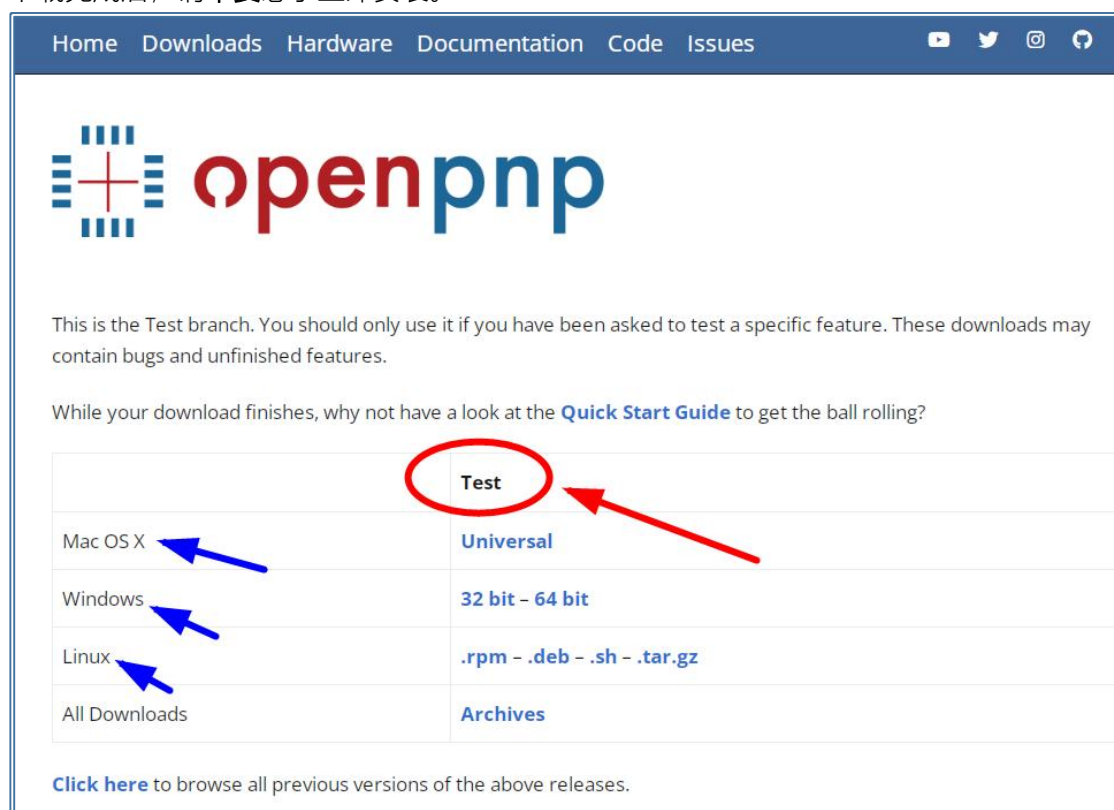 Home Downloads Hardware Documentation Code Issues
openpnp
This is the Test branch. You should only use it if you have been asked to test a specific feature. These downloads may
contain bugs and unfinished features.
While your download finishes, why not have a look at the Quick Start Guide to get the ball rolling?
Test
Mac OS X Universal
Windows 32 bit – 64 bit
Linux .rpm – .deb – .sh – .tar.gz
All Downloads Archives
Click here to browse all previous versions of the above releases.